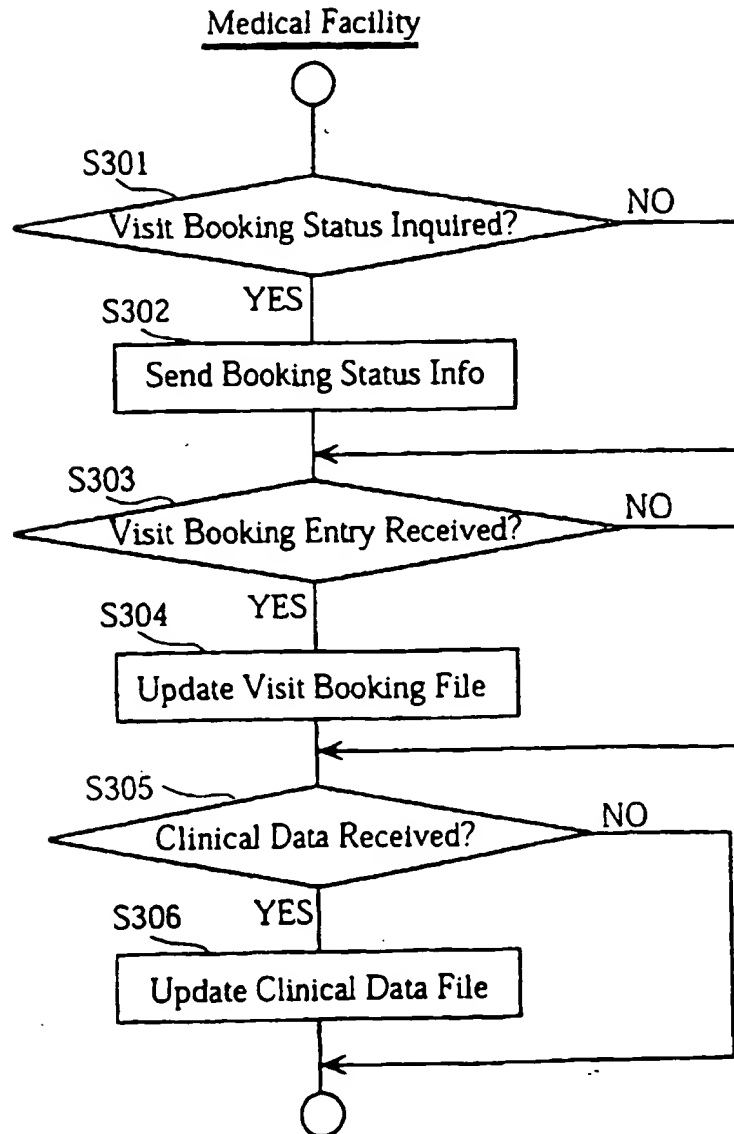 Medical Facility
S301
Visit Booking Status Inquired?
NO
YES
S302
Send Booking Status Info
S303
Visit Booking Entry Received?
NO
YES
S304
Update Visit Booking File
S305
Clinical Data Received?
NO
YES
S306
Update Clinical Data File